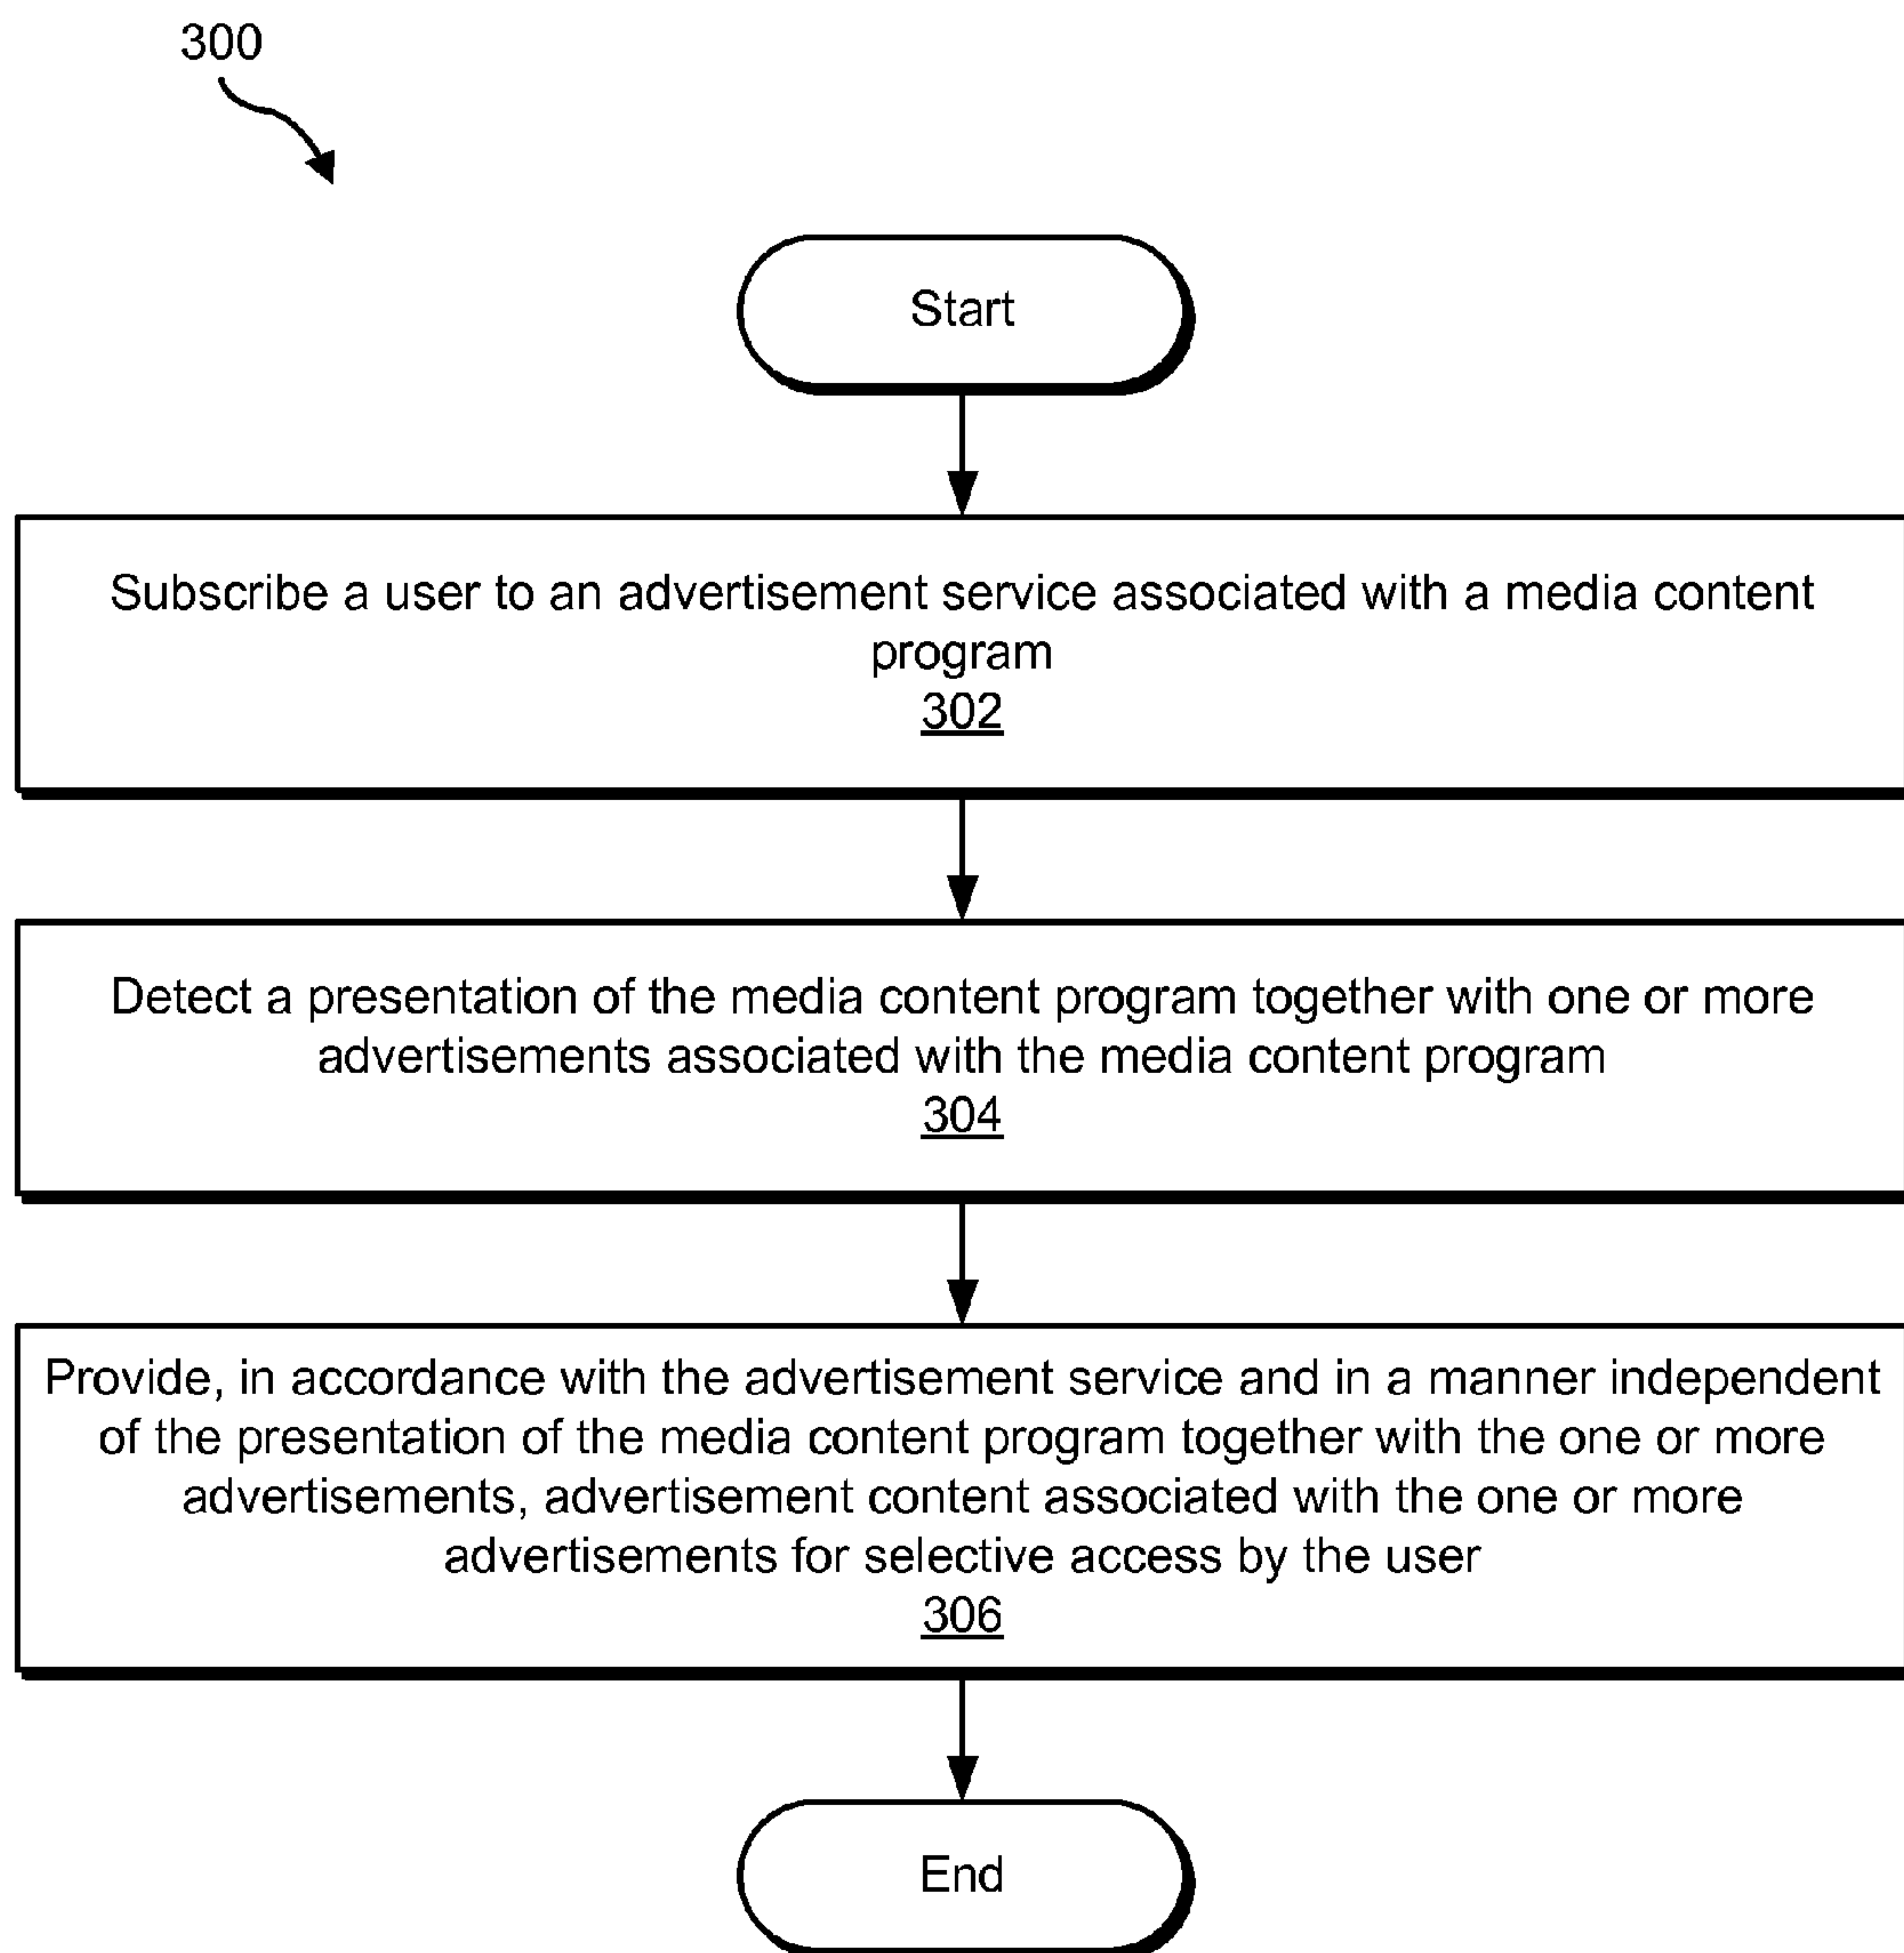 300
Start
Subscribe a user to an advertisement service associated with a media content
program
302
Detect a presentation of the media content program together with one or more
advertisements associated with the media content program
304
Provide, in accordance with the advertisement service and in a manner independent
of the presentation of the media content program together with the one or more
advertisements, advertisement content associated with the one or more
advertisements for selective access by the user
306
End